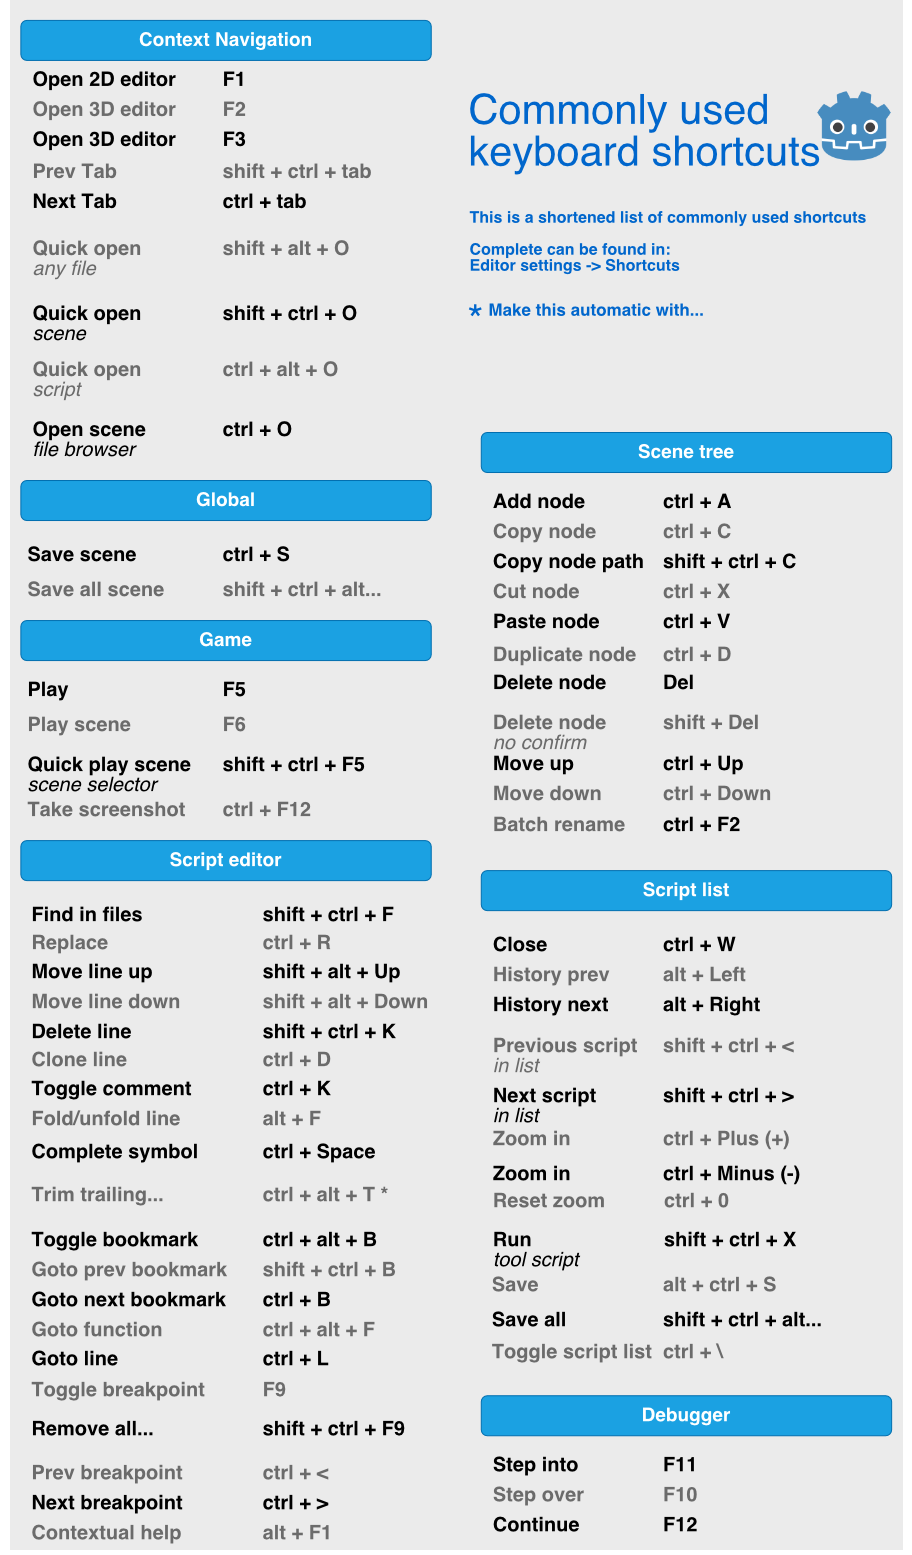 Context Navigation
Open 2D editor F1
Open 3D editor F2
Open 3D editor F3
Prev Tab shift + ctrl + tab
Next Tab ctrl + tab
Quick open shift + alt + O
any file
Quick open shift + ctrl + O
scene
Quick open ctrl + alt + O
script
Open scene ctrl + O
file browser
Global
Save scene ctrl + S
Save all scene shift + ctrl + alt...
Game
Play F5
Play scene F6
Quick play scene shift + ctrl + F5
scene selector
Take screenshot ctrl + F12
Script editor
Find in files shift + ctrl + F
Replace ctrl + R
Move line up shift + alt + Up
Move line down shift + alt + Down
Delete line shift + ctrl + K
Clone line ctrl + D
Toggle comment ctrl + K
Fold/unfold line alt + F
Complete symbol ctrl + Space
Trim trailing... ctrl + alt + T *
Toggle bookmark ctrl + alt + B
Goto prev bookmark shift + ctrl + B
Goto next bookmark ctrl + B
Goto function ctrl + alt + F
Goto line ctrl + L
Toggle breakpoint F9
Remove all... shift + ctrl + F9
Prev breakpoint ctrl + <
Next breakpoint ctrl + >
Contextual help alt + F1
Commonly used
keyboard shortcuts
This is a shortened list of commonly used shortcuts
Complete can be found in:
Editor settings -> Shortcuts
* Make this automatic with...
Scene tree
Add node ctrl + A
Copy node ctrl + C
Copy node path shift + ctrl + C
Cut node ctrl + X
Paste node ctrl + V
Duplicate node ctrl + D
Delete node Del
Delete node shift + Del
no confirm
Move up ctrl + Up
Move down ctrl + Down
Batch rename ctrl + F2
Script list
Close ctrl + W
History prev alt + Left
History next alt + Right
Previous script shift + ctrl + <
in list
Next script shift + ctrl + >
in list
Zoom in ctrl + Plus (+)
Zoom in ctrl + Minus (-)
Reset zoom ctrl + 0
Run shift + ctrl + X
tool script
Save alt + ctrl + S
Save all shift + ctrl + alt...
Toggle script list ctrl + \
Debugger
Step into F11
Step over F10
Continue F12